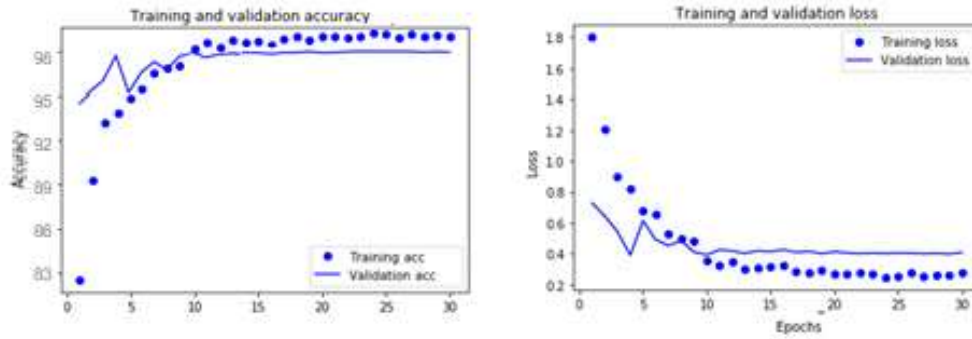 Training and validation accuracy
98
95
92
89
86
83
Accuracy
Training acc
Validation acc
0 5 10 15 20 25 30
Training and validation loss
1.8
1.6
1.4
1.2
1.0
0.8
0.6
0.4
0.2
Loss
Training loss
Validation loss
0 5 10 15 20 25 30
Epochs